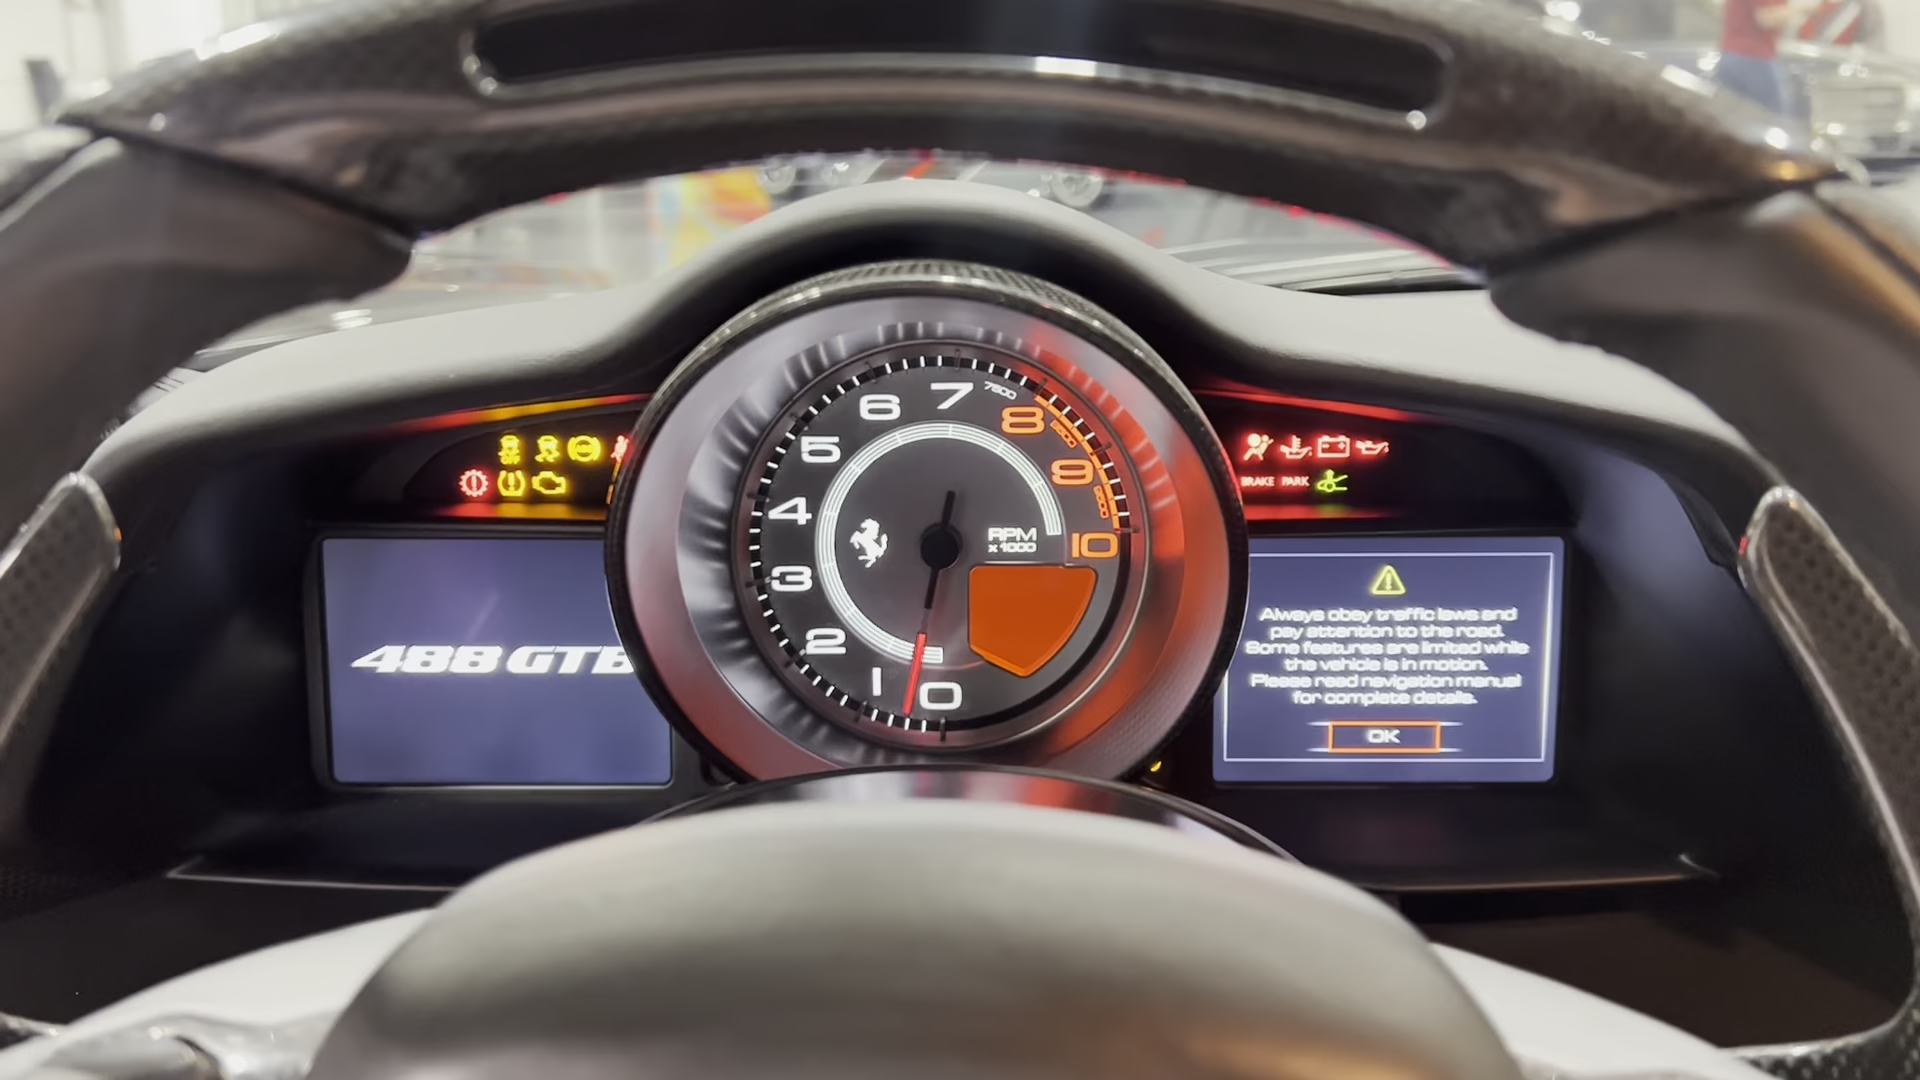 7
7500
6
8
5
9
4
RPM
x1000
10
3
2
1
0
BRAKE PARK
488 GTB
Always obey traffic laws and
pay attention to the road.
Some features are limited while
the vehicle is in motion.
Please read navigation manual
for complete details.
OK